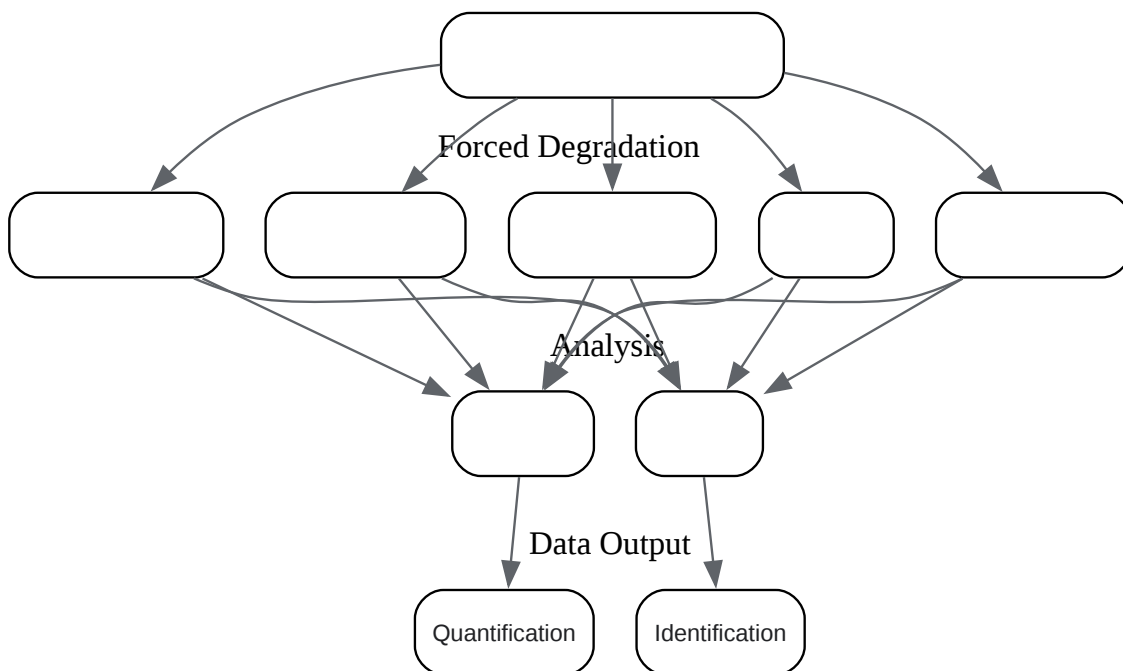 Forced Degradation
Analysis
Data Output
Quantification
Identification